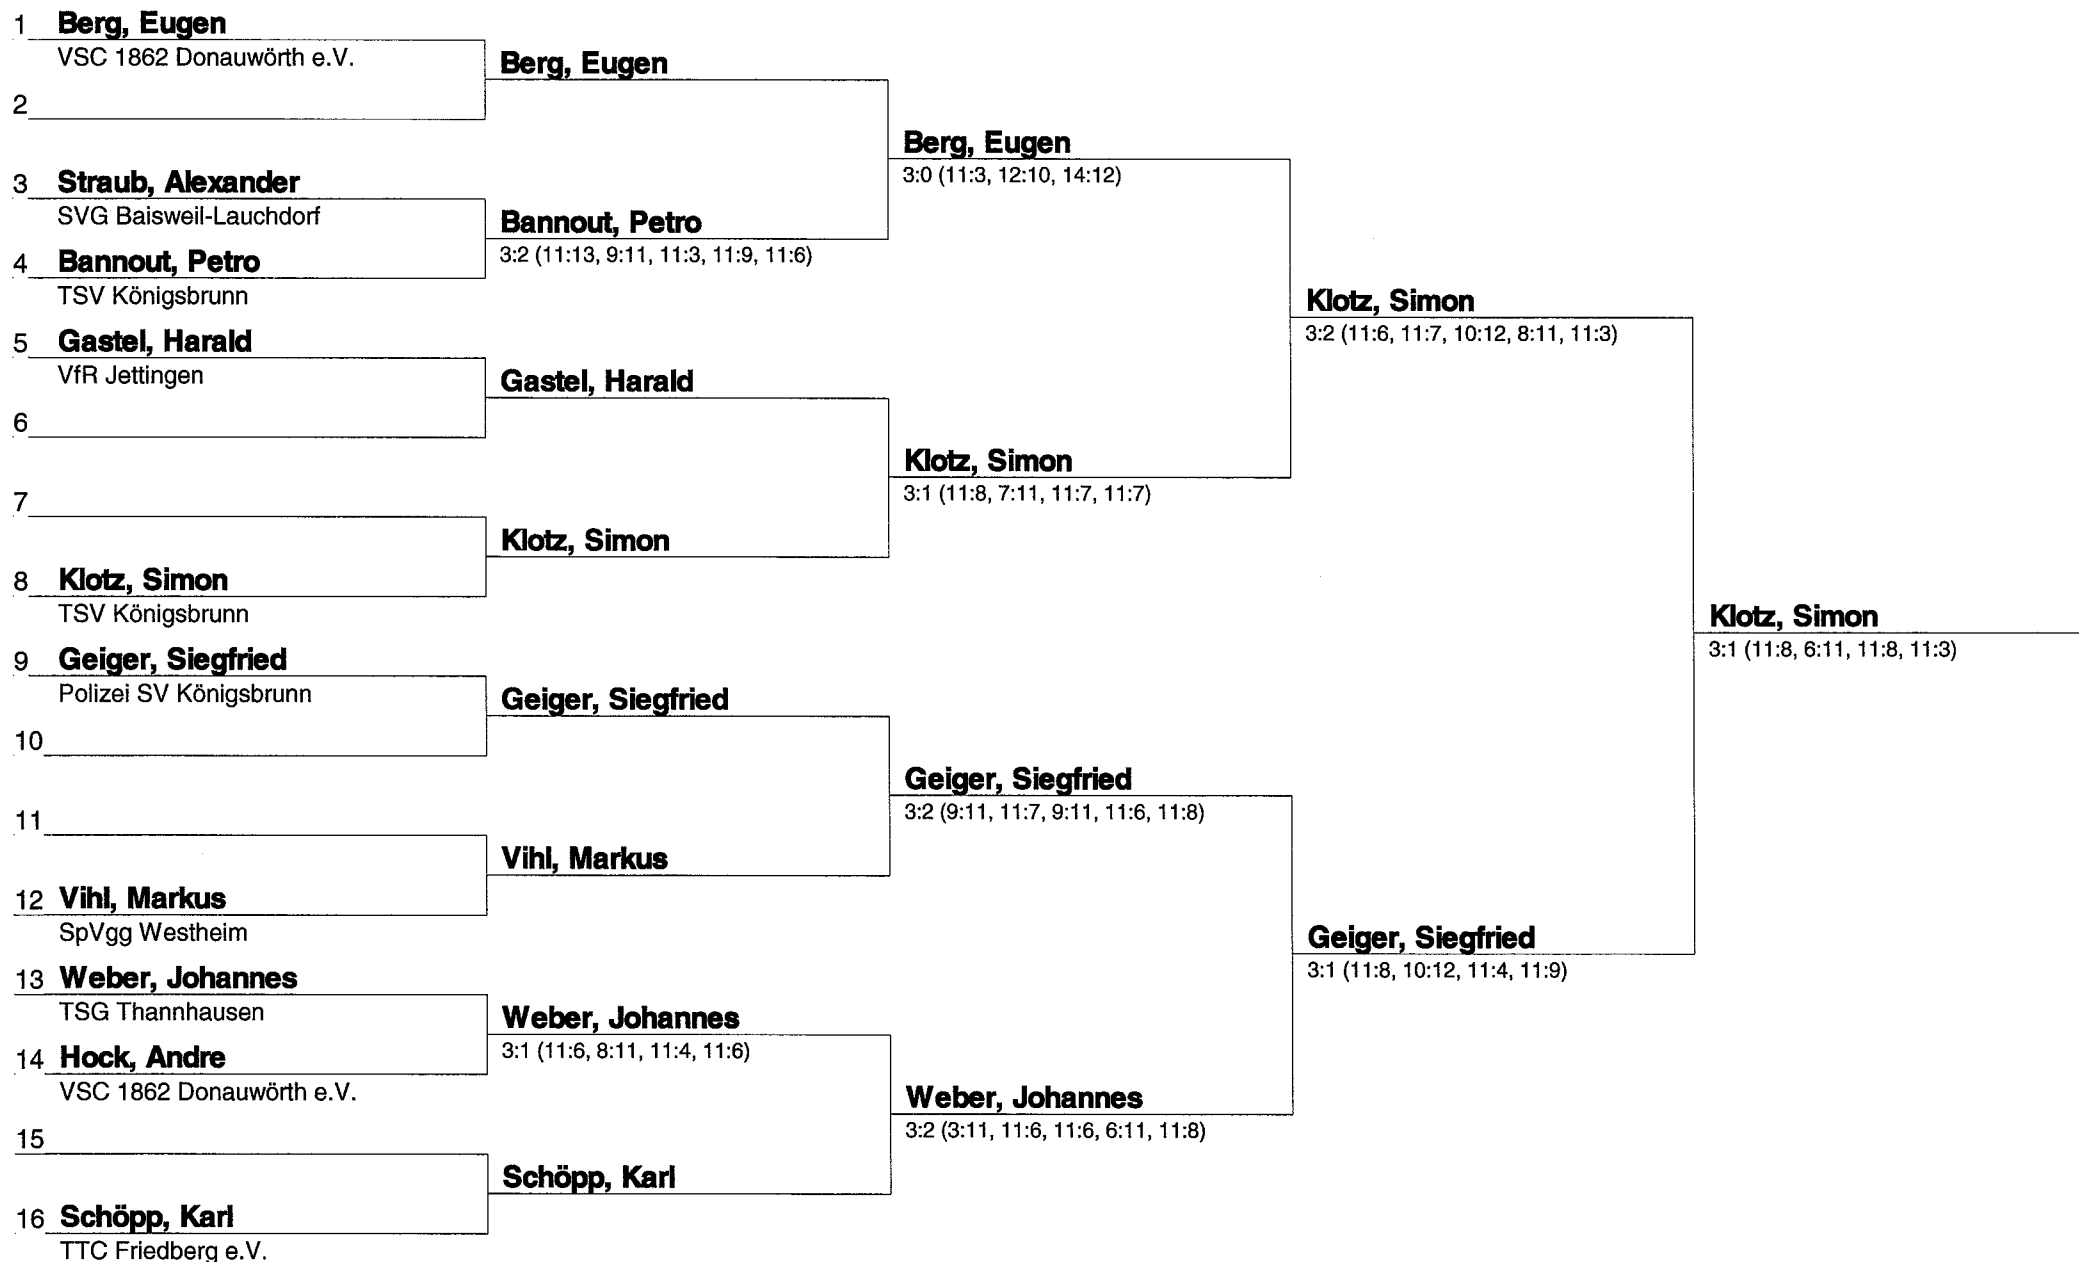 1 Berg, Eugen
VSC 1862 Donauwörth e.V.
2
3 Straub, Alexander
SVG Baisweil-Lauchdorf
4 Bannout, Petro
TSV Königsbrunn
5 Gastel, Harald
VfR Jettingen
6
7
8 Klotz, Simon
TSV Königsbrunn
9 Geiger, Siegfried
Polizei SV Königsbrunn
10
11
12 Vihl, Markus
SpVgg Westheim
13 Weber, Johannes
TSG Thannhausen
14 Hock, Andre
VSC 1862 Donauwörth e.V.
15
16 Schöpp, Karl
TTC Friedberg e.V.
Berg, Eugen
Bannout, Petro
3:2 (11:13, 9:11, 11:3, 11:9, 11:6)
Gastel, Harald
Klotz, Simon
Geiger, Siegfried
Vihl, Markus
Weber, Johannes
3:1 (11:6, 8:11, 11:4, 11:6)
Schöpp, Karl
Berg, Eugen
3:0 (11:3, 12:10, 14:12)
Klotz, Simon
3:1 (11:8, 7:11, 11:7, 11:7)
Geiger, Siegfried
3:2 (9:11, 11:7, 9:11, 11:6, 11:8)
Weber, Johannes
3:2 (3:11, 11:6, 11:6, 6:11, 11:8)
Klotz, Simon
3:2 (11:6, 11:7, 10:12, 8:11, 11:3)
Geiger, Siegfried
3:1 (11:8, 10:12, 11:4, 11:9)
Klotz, Simon
3:1 (11:8, 6:11, 11:8, 11:3)